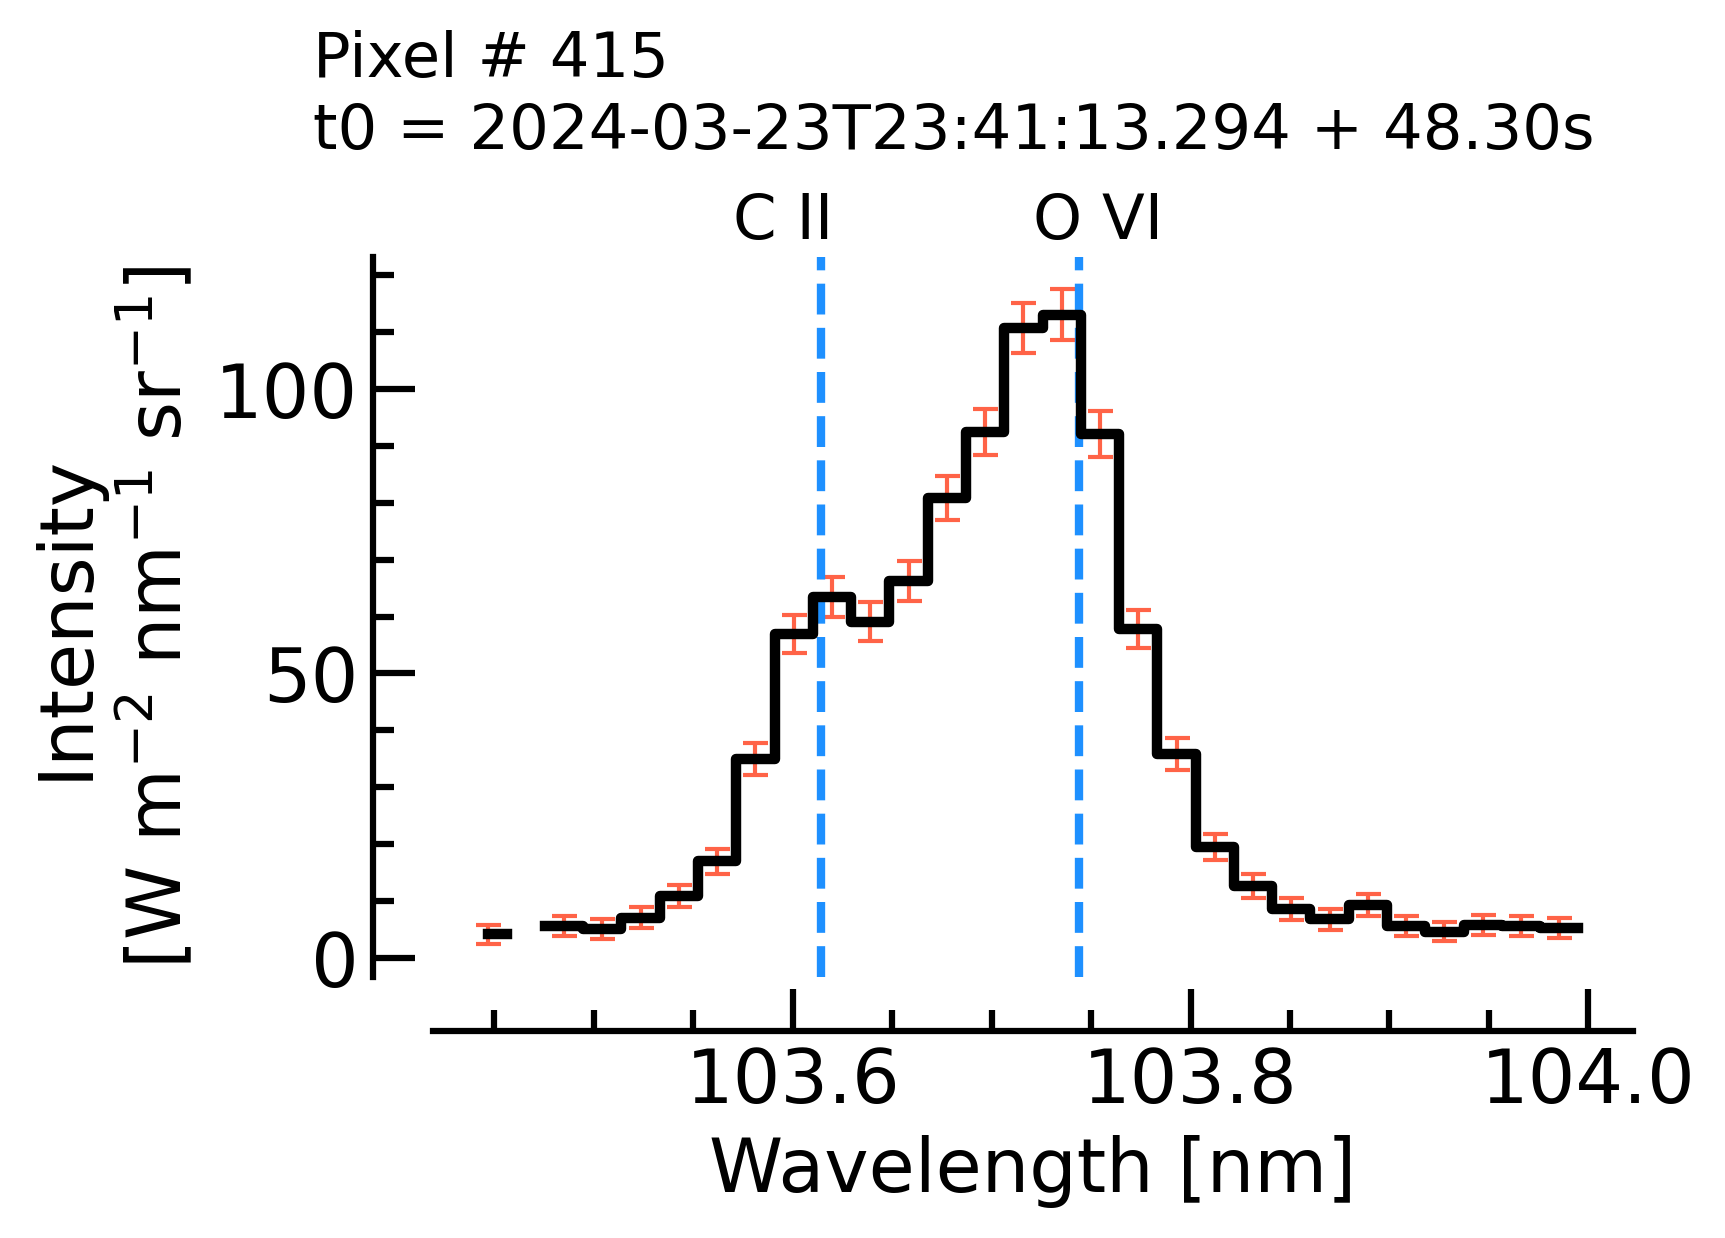 Pixel # 415
t0 = 2024-03-23T23:41:13.294 + 48.30s
C II O VI
Intensity
[W m⁻² nm⁻¹ sr⁻¹]
100
50
0
103.6 103.8 104.0
Wavelength [nm]